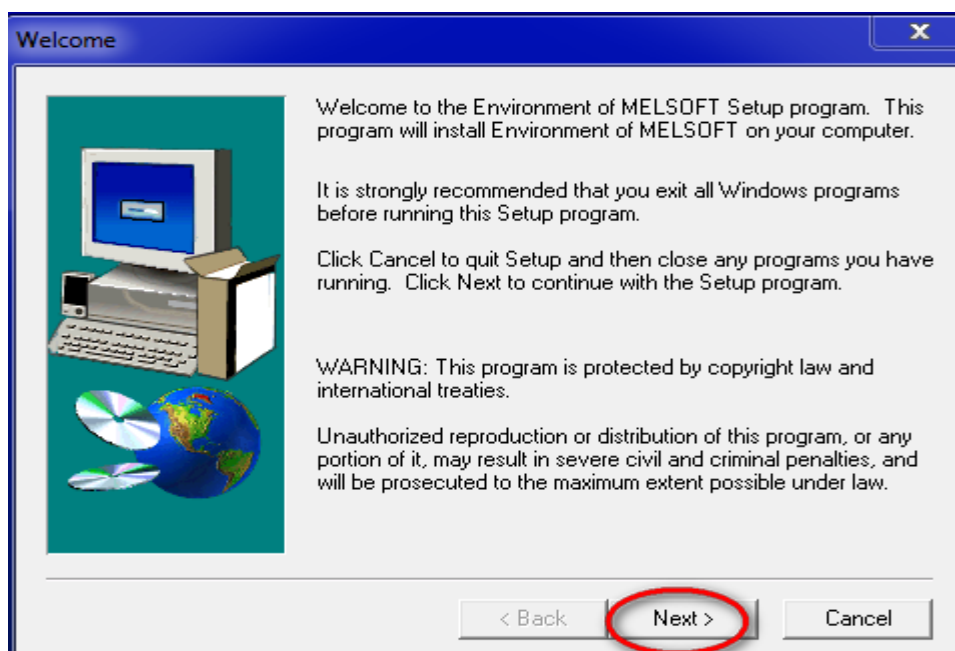 Welcome
Welcome to the Environment of MELSOFT Setup program.  This
program will install Environment of MELSOFT on your computer.
It is strongly recommended that you exit all Windows programs
before running this Setup program.
Click Cancel to quit Setup and then close any programs you have
running.  Click Next to continue with the Setup program.
WARNING: This program is protected by copyright law and
international treaties.
Unauthorized reproduction or distribution of this program, or any
portion of it, may result in severe civil and criminal penalties, and
will be prosecuted to the maximum extent possible under law.
< Back Next > Cancel